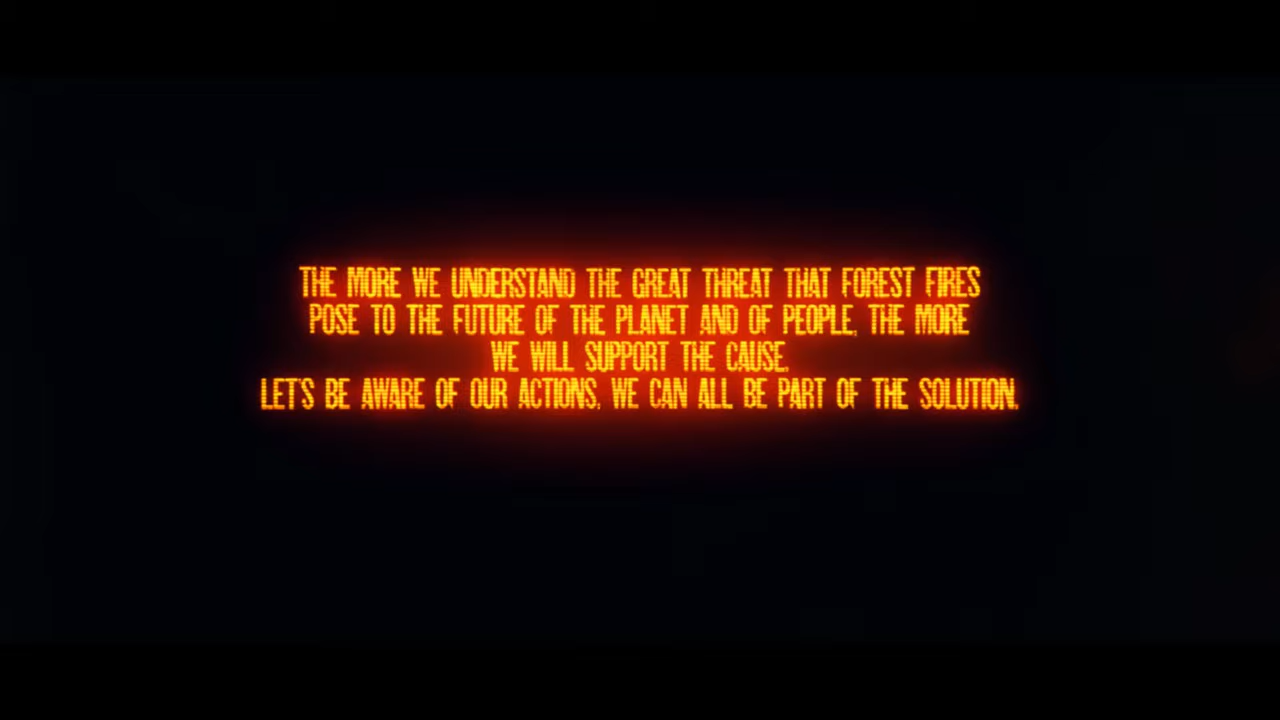 THE MORE WE UNDERSTAND THE GREAT THREAT THAT FOREST FIRES
POSE TO THE FUTURE OF THE PLANET AND OF PEOPLE, THE MORE
WE WILL SUPPORT THE CAUSE.
LET'S BE AWARE OF OUR ACTIONS, WE CAN ALL BE PART OF THE SOLUTION.